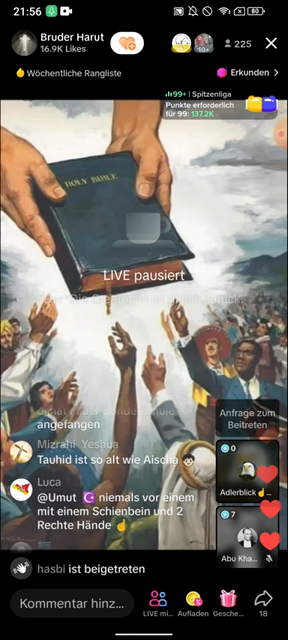 21:56
80
Bruder Harut
16.9K Likes
10+
225
Wöchentliche Rangliste
Erkunden
99+ | Spitzenliga
Punkte erforderlich
für 99: 137.2K
HOLY BIBLE
LIVE pausiert
angefangen
Mizrahi Yeshua
Tauhid ist so alt wie Aischa
Luca
@Umut niemals vor einem
mit einem Schienbein und 2
Rechte Hände
Anfrage zum
Beitreten
0
Adlerblick
7
Abu Kha...
hasbi ist beigetreten
Kommentar hinz...
LIVE mi...
Aufladen
Gesche...
18